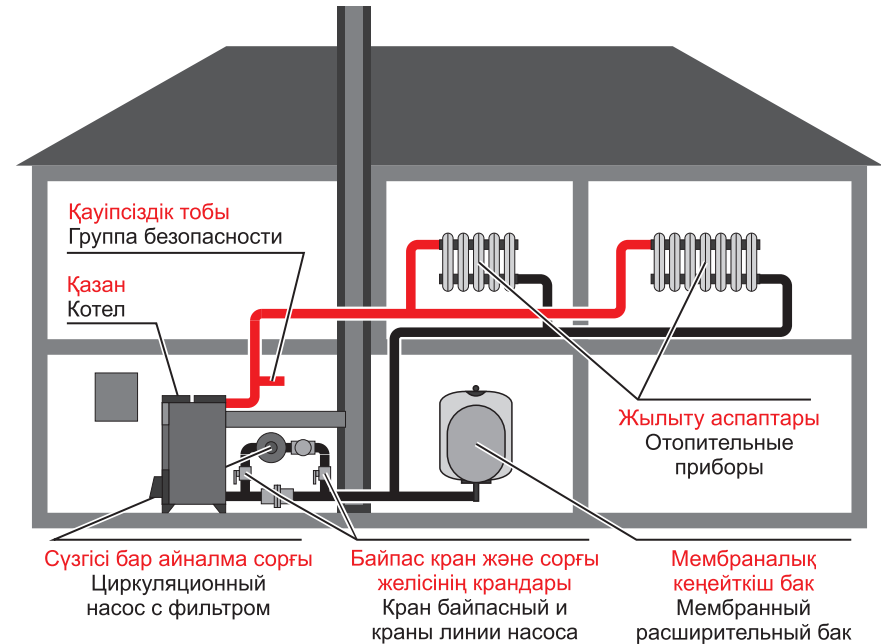 Қауіпсіздік тобы
Группа безопасности
Қазан
Котел
Жылыту аспаптары
Отопительные
приборы
Сүзгісі бар айналма сорғы
Циркуляционный
насос с фильтром
Байпас кран және сорғы
желісінің крандары
Кран байпасный и
краны линии насоса
Мембраналық
кеңейткіш бак
Мембранный
расширительный бак